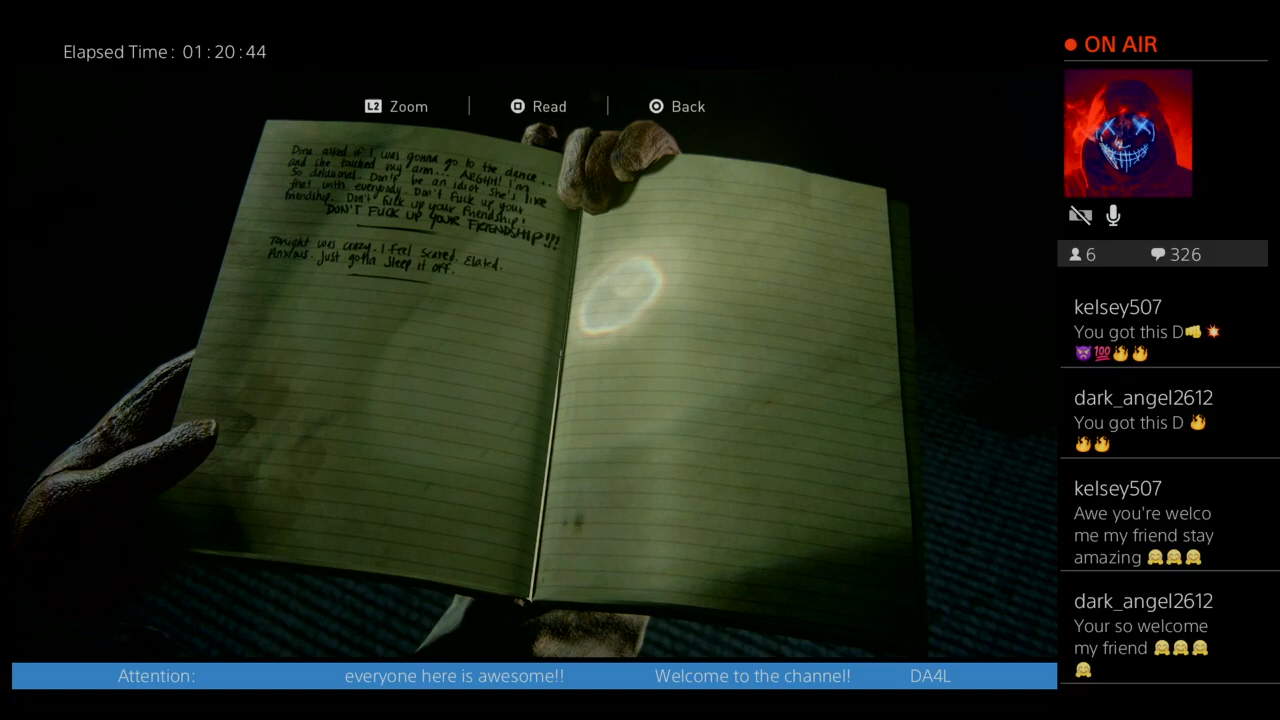 Elapsed Time: 01:20:44
L2 Zoom
Read
Back
Dina asked if I was gonna go to the dance...
and she touched my arm... ARGHH! I'm
So delusional. Don't be an idiot She's like
that with everybody. Don't fuck up your
friendship. Don't fuck up your friendship!
DON'T FUCK UP YOUR FRIENDSHIP!!!
Tonight was crazy. I feel scared. Elated.
Anxious. Just gotta sleep it off.
ON AIR
6
326
kelsey507
You got this D👊💥
👿💯🔥🔥
dark_angel2612
You got this D 🔥
🔥🔥
kelsey507
Awe you're welco
me my friend stay
amazing 🤗🤗🤗
dark_angel2612
Your so welcome
my friend 🤗🤗🤗
🤗
Attention: everyone here is awesome!! Welcome to the channel! DA4L